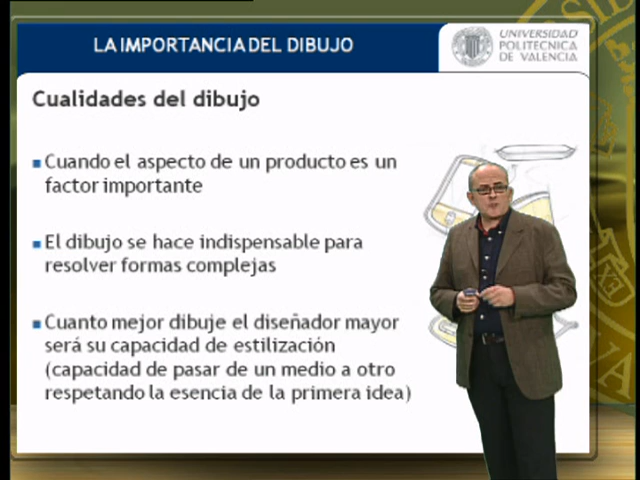 LA IMPORTANCIA DEL DIBUJO
UNIVERSIDAD
POLITECNICA
DE VALENCIA
Cualidades del dibujo
Cuando el aspecto de un producto es un
factor importante
El dibujo se hace indispensable para
resolver formas complejas
Cuanto mejor dibuje el diseñador mayor
será su capacidad de estilización
(capacidad de pasar de un medio a otro
respetando la esencia de la primera idea)